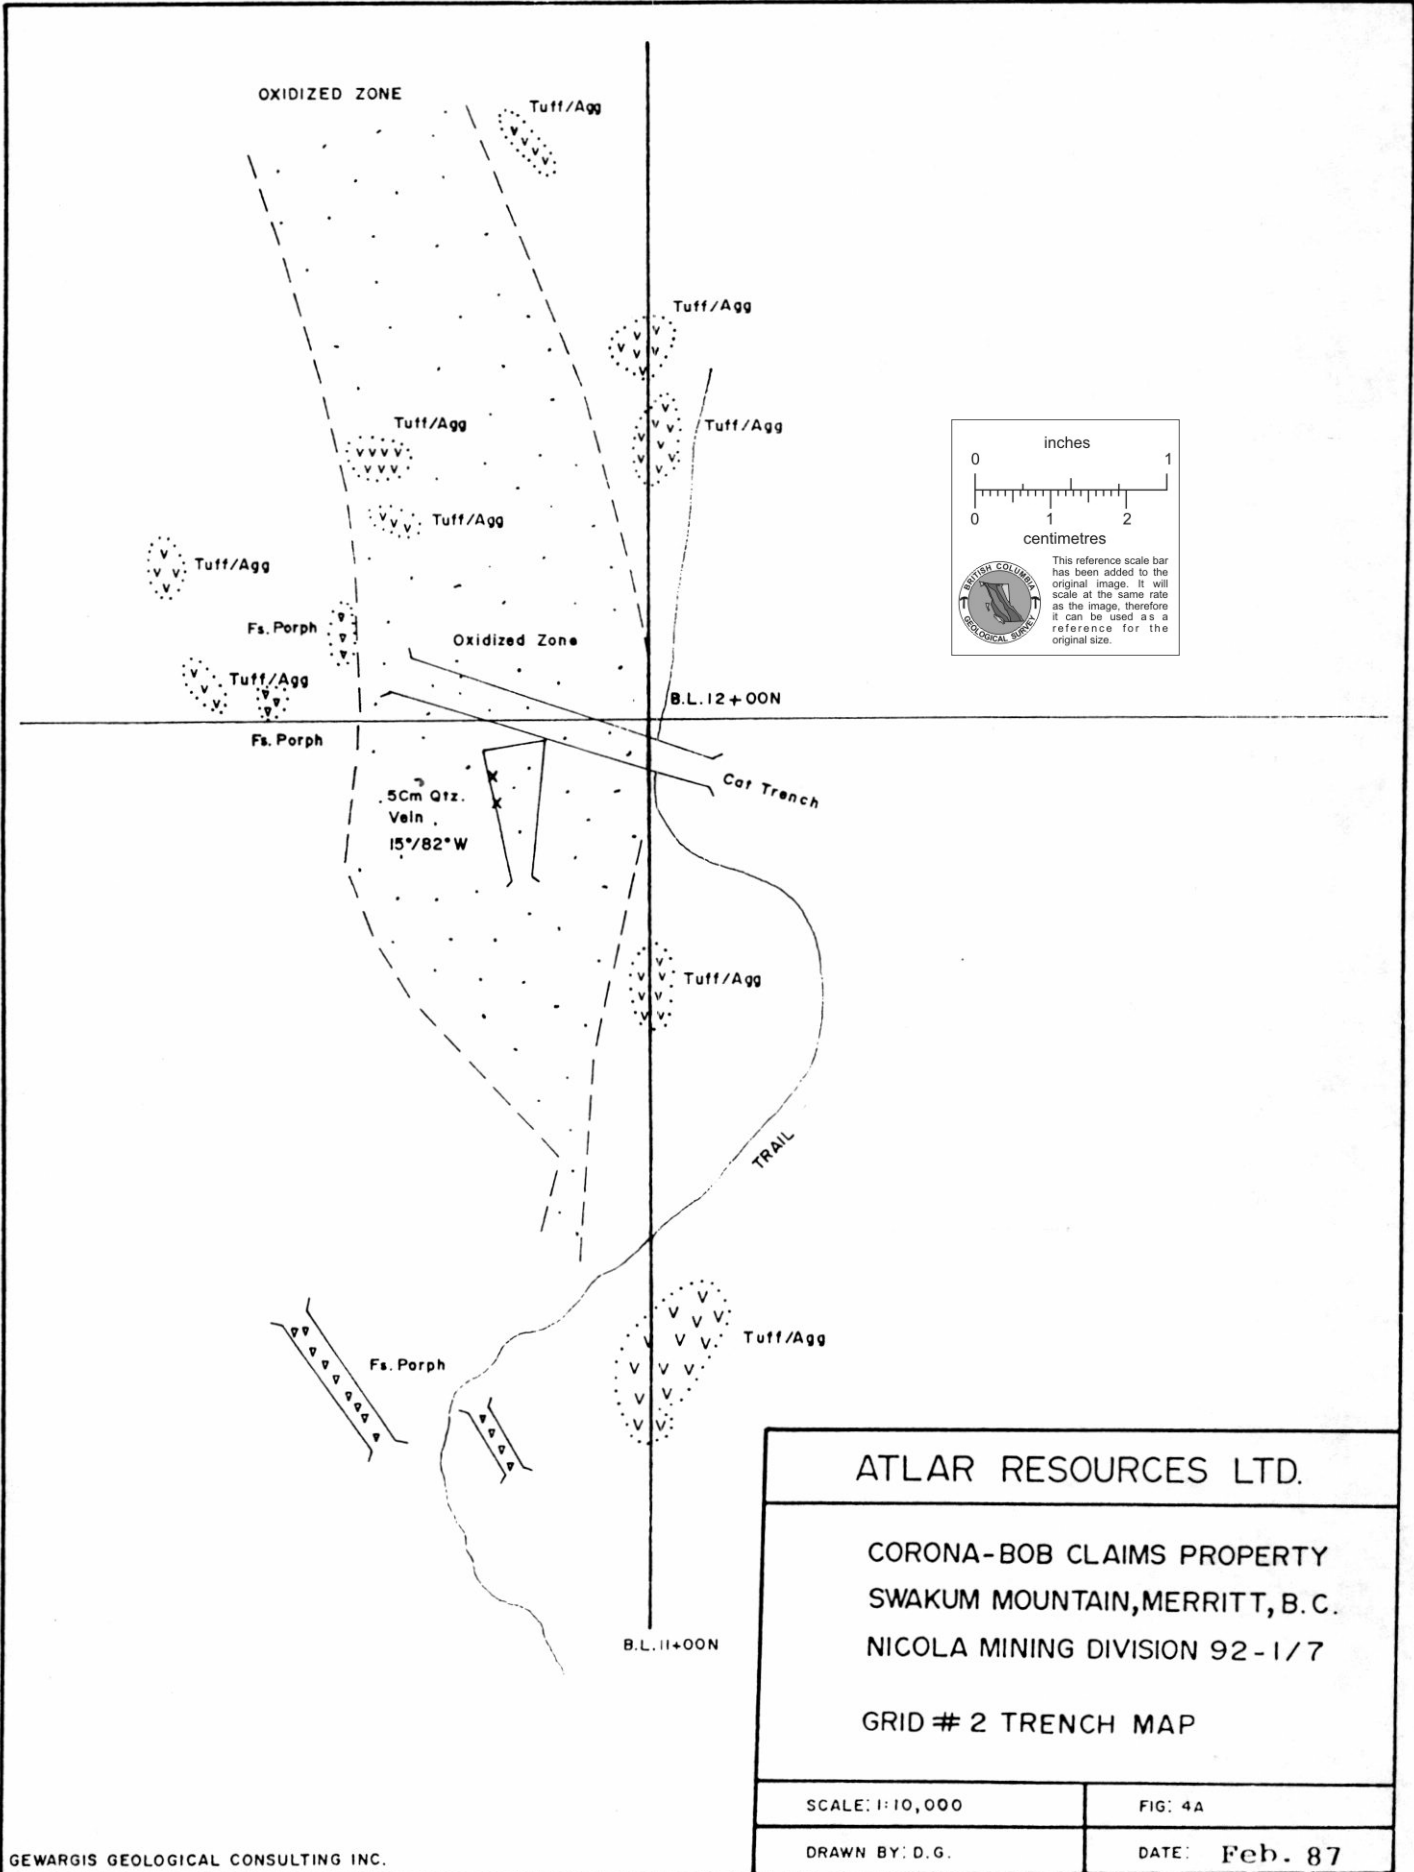 OXIDIZED ZONE
Tuff/Agg
Tuff/Agg
Tuff/Agg
Tuff/Agg
Tuff/Agg
Tuff/Agg
Fs. Porph
Oxidized Zone
Tuff/Agg
B.L. 12+00N
Fs. Porph
Cat Trench
5Cm Qtz.
Vein
15°/82°W
Tuff/Agg
TRAIL
Tuff/Agg
Fs. Porph
B.L. 11+00N
inches
0 1
0 1 2
centimetres
BRITISH COLUMBIA
GEOLOGICAL SURVEY
This reference scale bar
has been added to the
original image. It will
scale at the same rate
as the image, therefore
it can be used as a
reference for the
original size.
ATLAR RESOURCES LTD.
CORONA-BOB CLAIMS PROPERTY
SWAKUM MOUNTAIN, MERRITT, B.C.
NICOLA MINING DIVISION 92-1/7
GRID # 2 TRENCH MAP
SCALE: 1:10,000
FIG: 4A
DRAWN BY: D.G.
DATE: Feb. 87
GEWARGIS GEOLOGICAL CONSULTING INC.